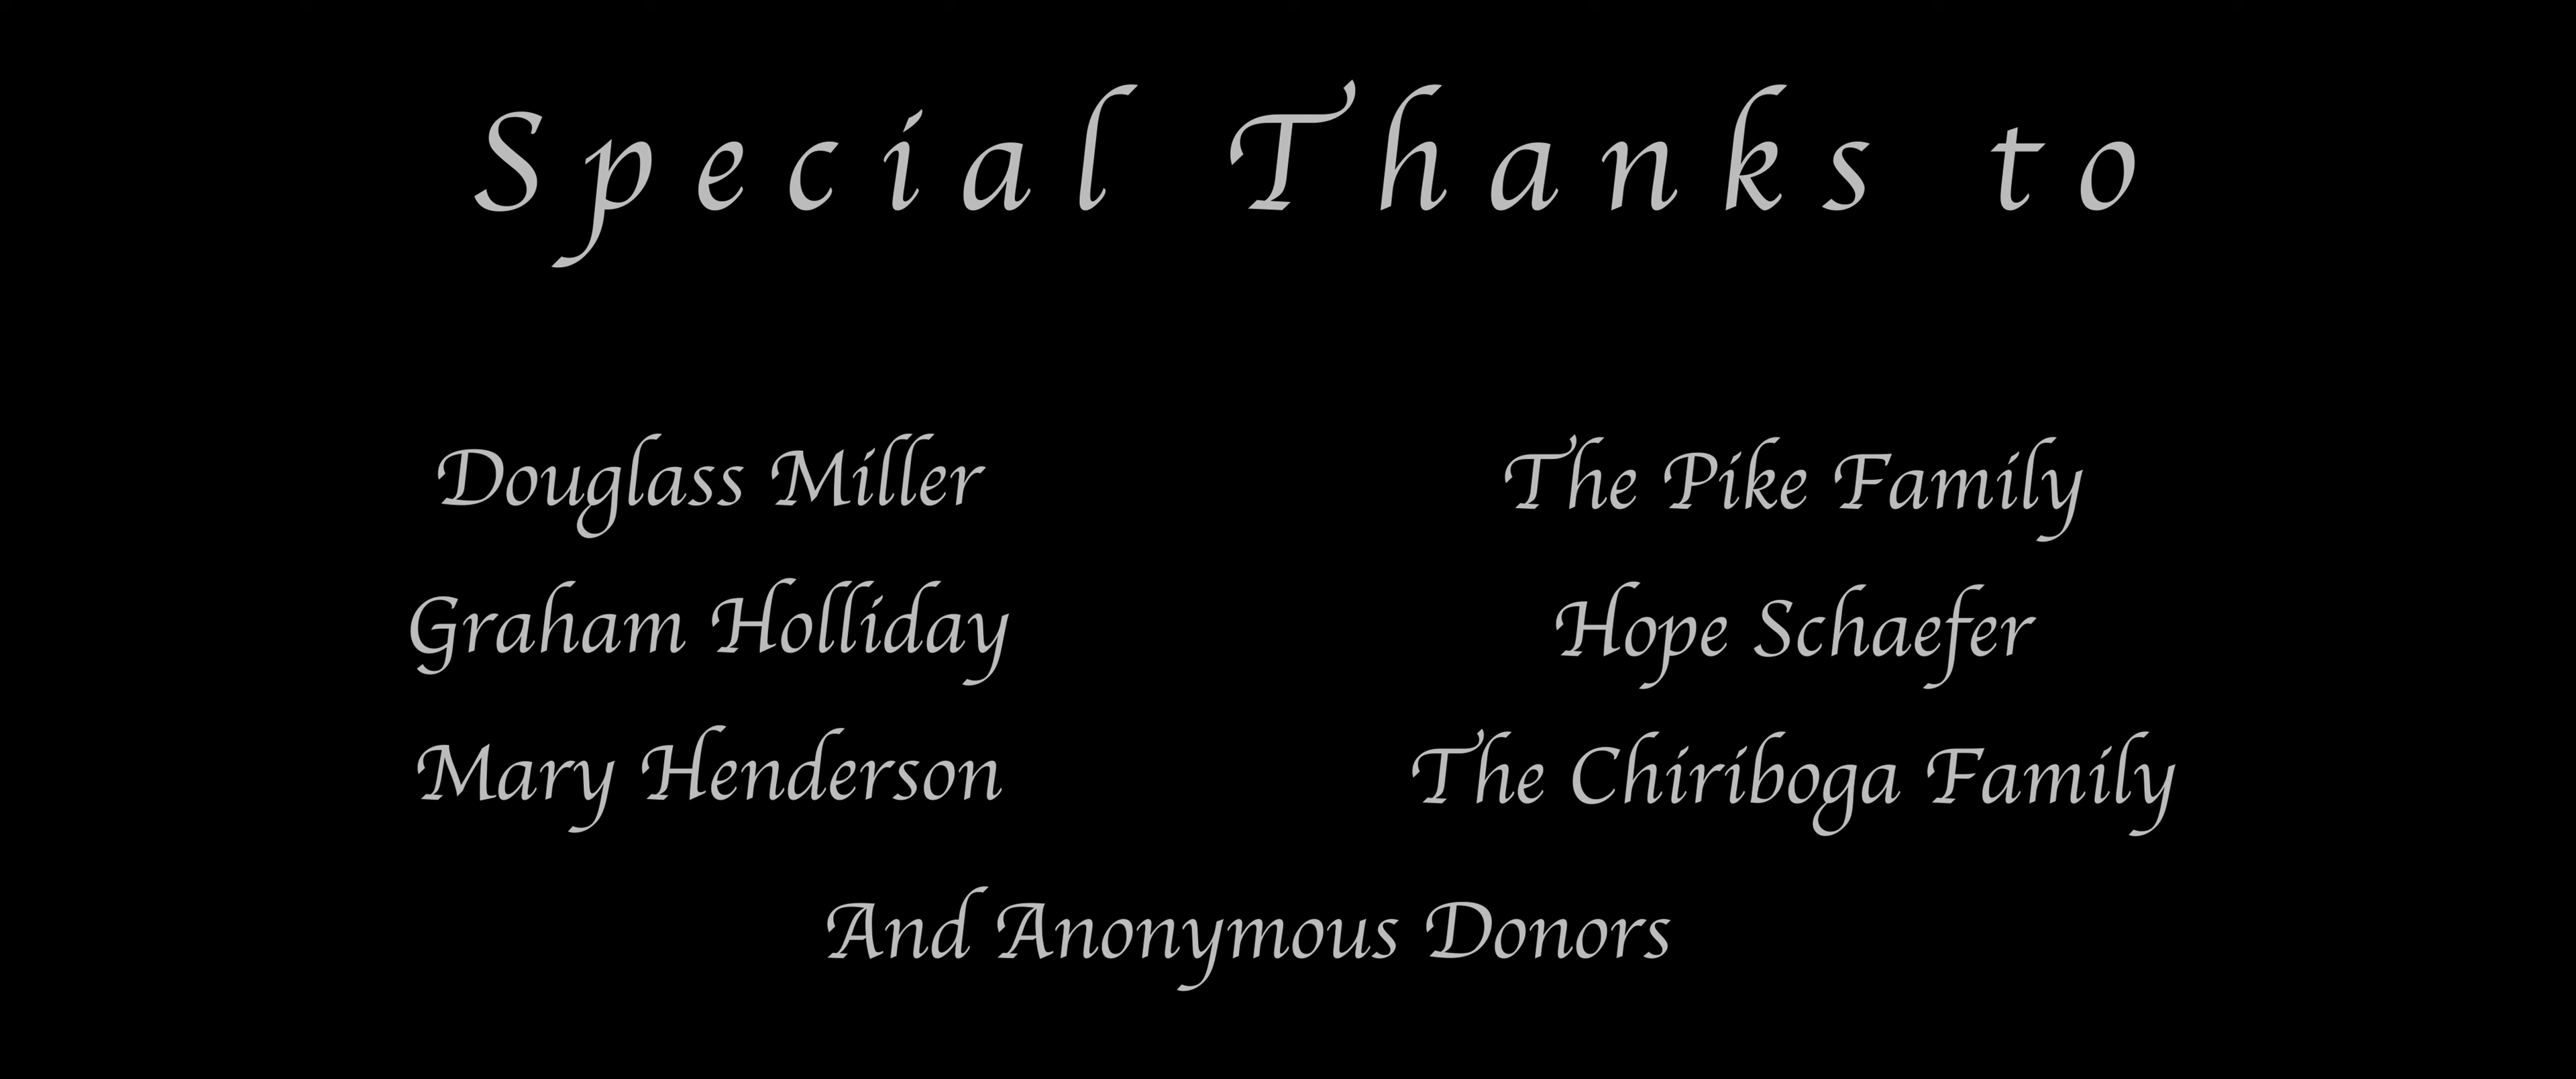 Special Thanks to
Douglass Miller
The Pike Family
Graham Holliday
Hope Schaefer
Mary Henderson
The Chiriboga Family
And Anonymous Donors